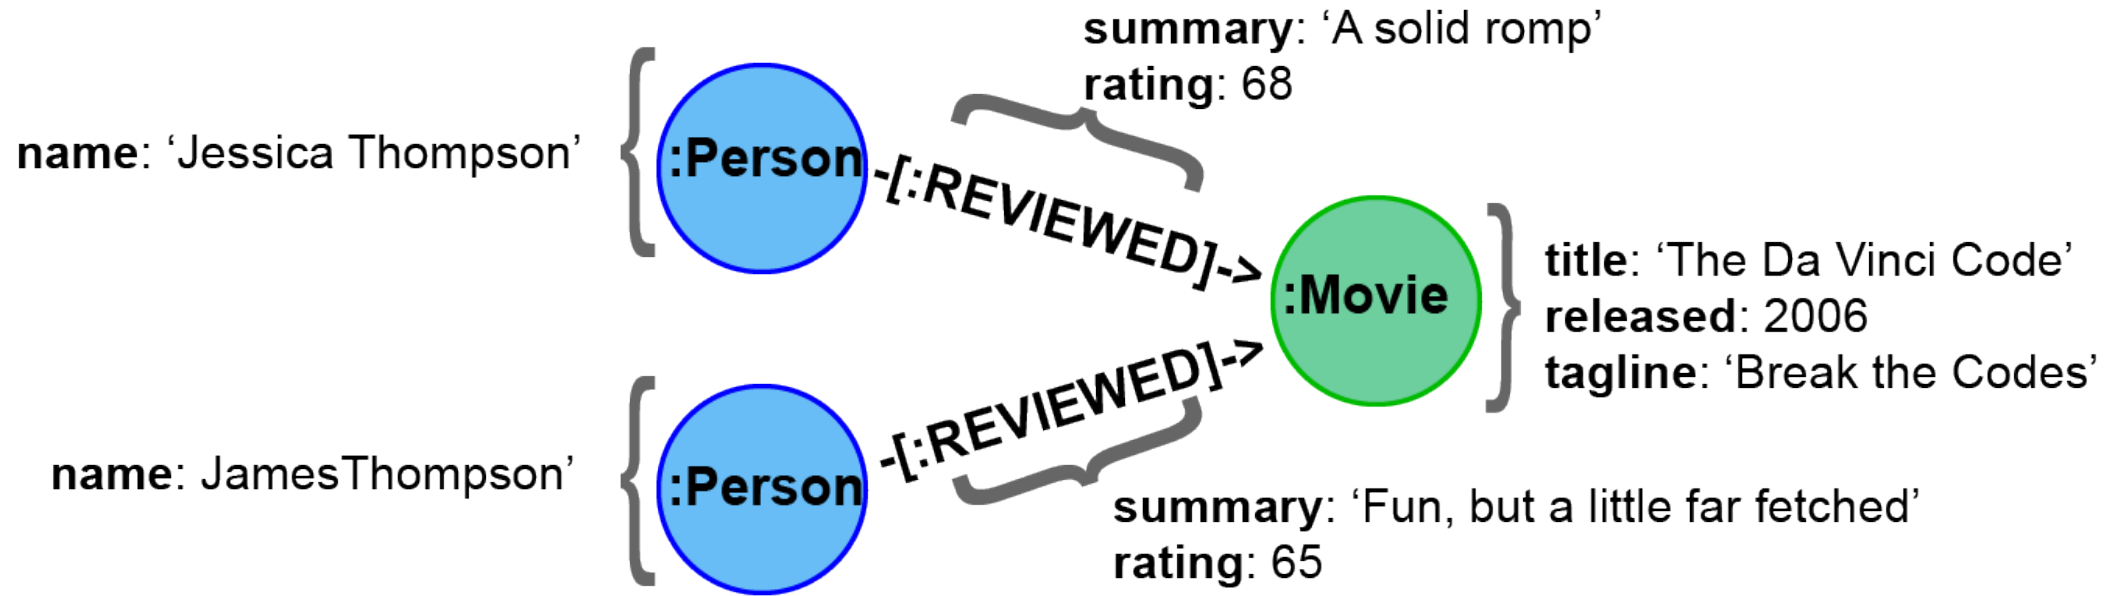 summary: ‘A solid romp’
rating: 68
name: ‘Jessica Thompson’
:Person
-[:REVIEWED]->
:Movie
title: ‘The Da Vinci Code’
released: 2006
tagline: ‘Break the Codes’
name: JamesThompson’
:Person
-[:REVIEWED]->
summary: ‘Fun, but a little far fetched’
rating: 65